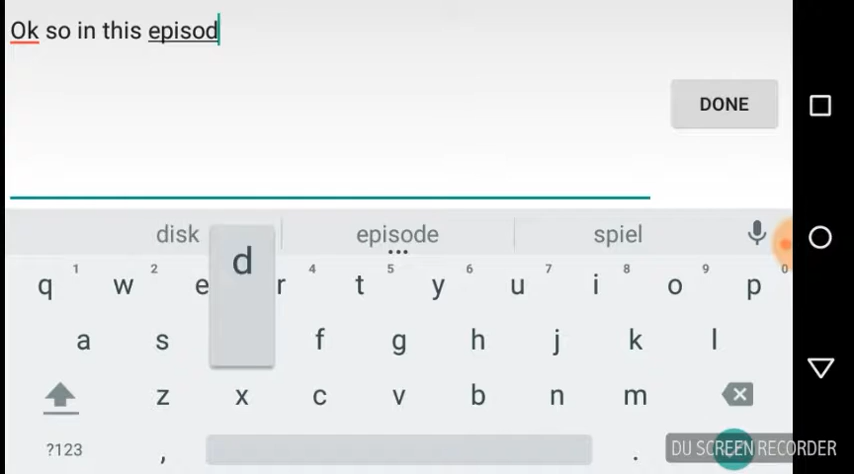 Ok so in this episod
DONE
disk episode spiel
1 2 4 5 6 7 8 9 0
q w e r t y u i o p
d
a s f g h j k l
z x c v b n m
?123 , .
DU SCREEN RECORDER